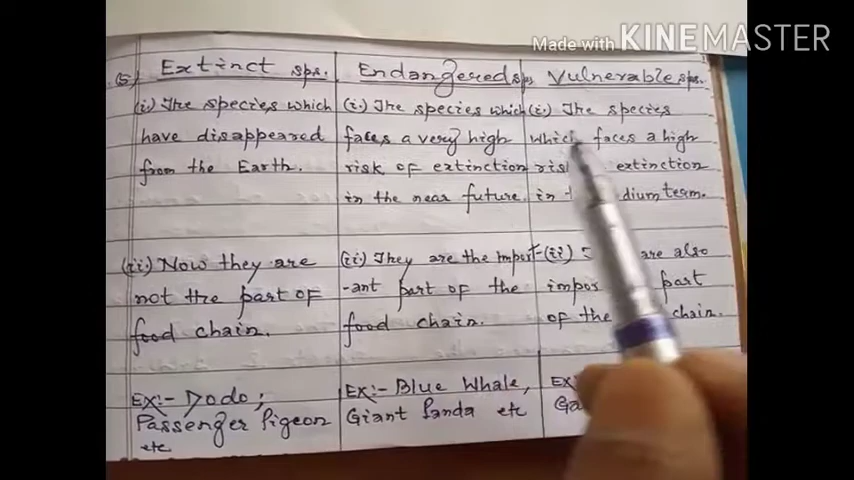 Made with KINEMASTER
(5) Extinct sps.
(i) The species which
have disappeared
from the Earth.
(ii) Now they are
not the part of
food chain.
Ex:- Dodo;
Passenger Pigeon
etc
Endangered sps
(i.) The species which
faces a very high
risk of extinction
in the near future.
(ii) They are the import
-ant part of the
food chain.
Ex:- Blue Whale,
Giant Panda etc
Vulnerable sps.
(i.) The species
which faces a high
extinction
in dium team.
(ii) are also
part
of the chain.
Ex